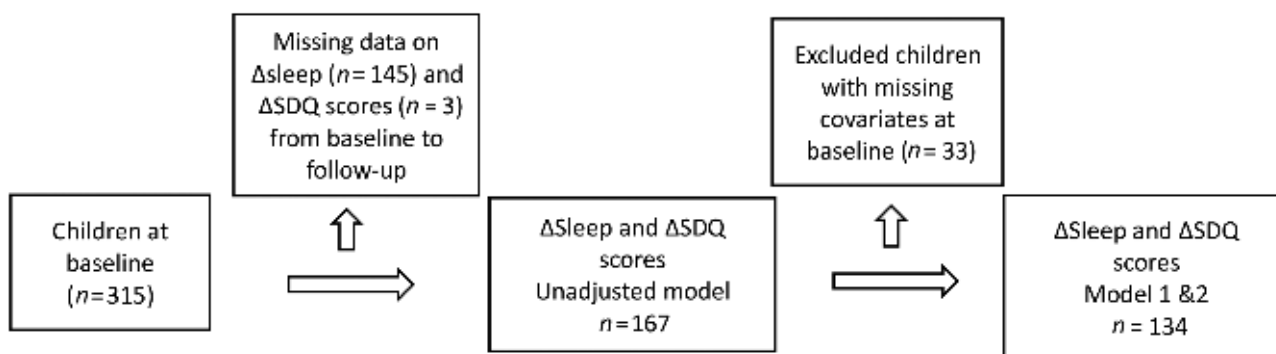 Children at
baseline
(n=315)
Missing data on
Δsleep (n = 145) and
ΔSDQ scores (n = 3)
from baseline to
follow-up
ΔSleep and ΔSDQ
scores
Unadjusted model
n=167
Excluded children
with missing
covariates at
baseline (n= 33)
ΔSleep and ΔSDQ
scores
Model 1 &2
n = 134